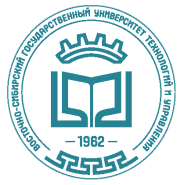 ВОСТОЧНО-СИБИРСКИЙ ГОСУДАРСТВЕННЫЙ УНИВЕРСИТЕТ ТЕХНОЛОГИЙ И УПРАВЛЕНИЯ
– 1962 –